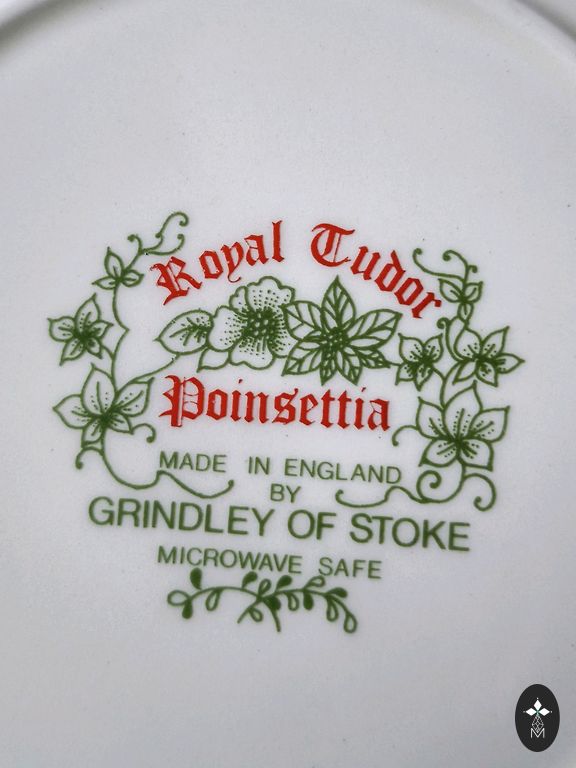 Royal Tudor
Poinsettia
MADE IN ENGLAND
BY
GRINDLEY OF STOKE
MICROWAVE SAFE
M